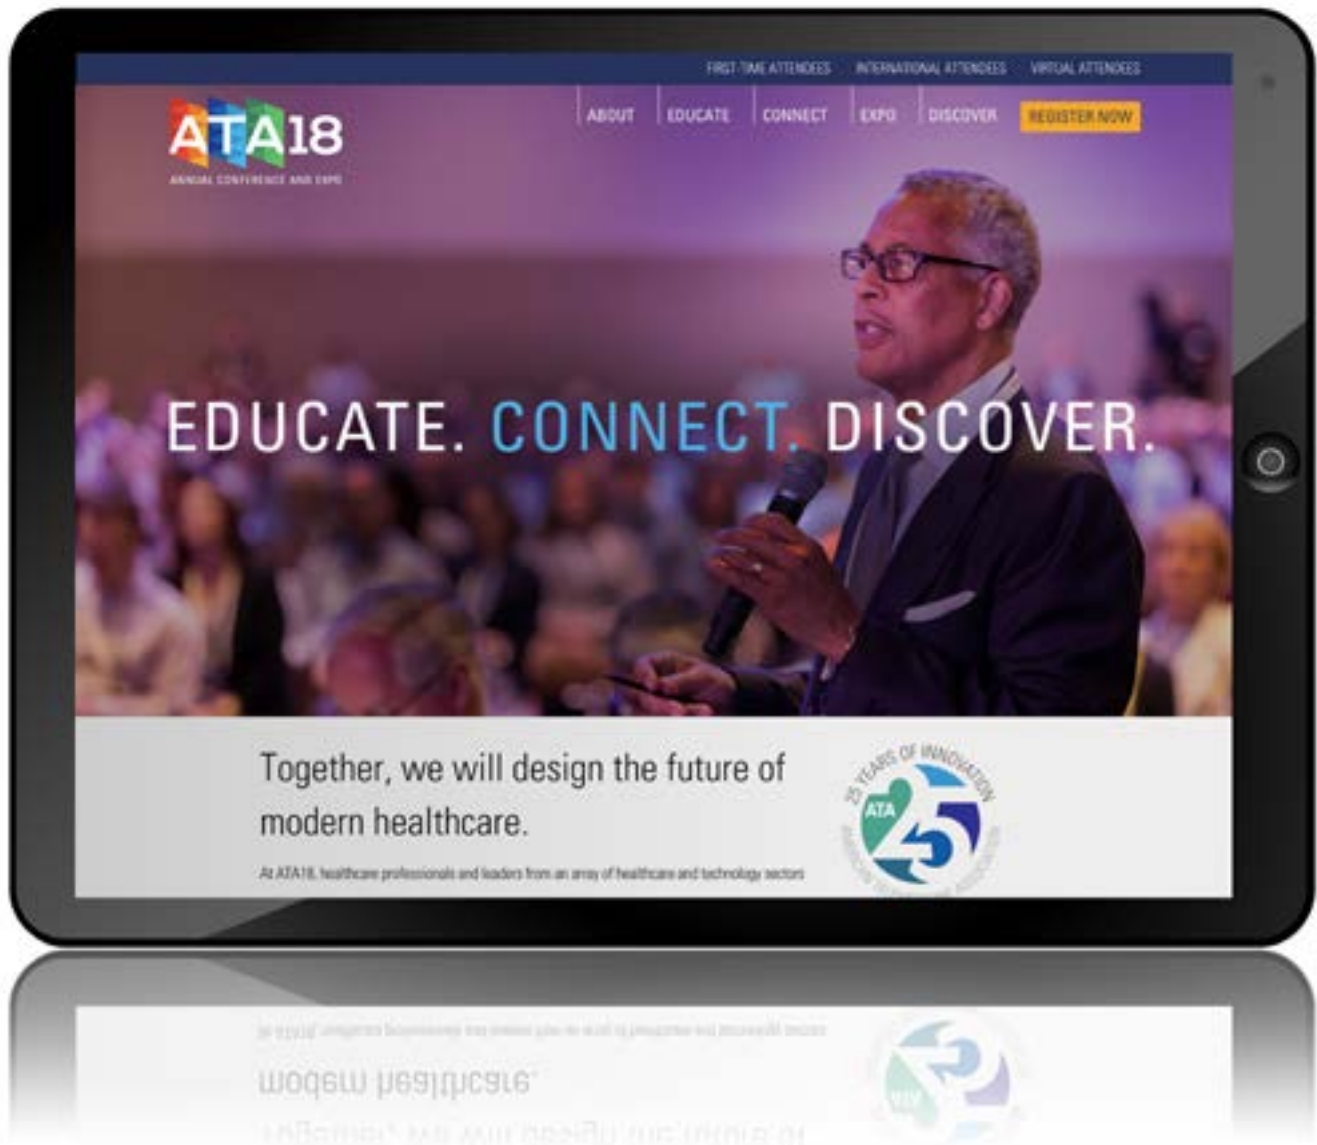 FIRST-TIME ATTENDEES INTERNATIONAL ATTENDEES VIRTUAL ATTENDEES
ATA18
ANNUAL CONFERENCE AND EXPO
ABOUT EDUCATE CONNECT EXPO DISCOVER REGISTER NOW
EDUCATE. CONNECT. DISCOVER.
Together, we will design the future of
modern healthcare.
At ATA18, healthcare professionals and leaders from an array of healthcare and technology sectors
25 YEARS OF INNOVATION
ATA
25
AMERICAN ASSOCIATION